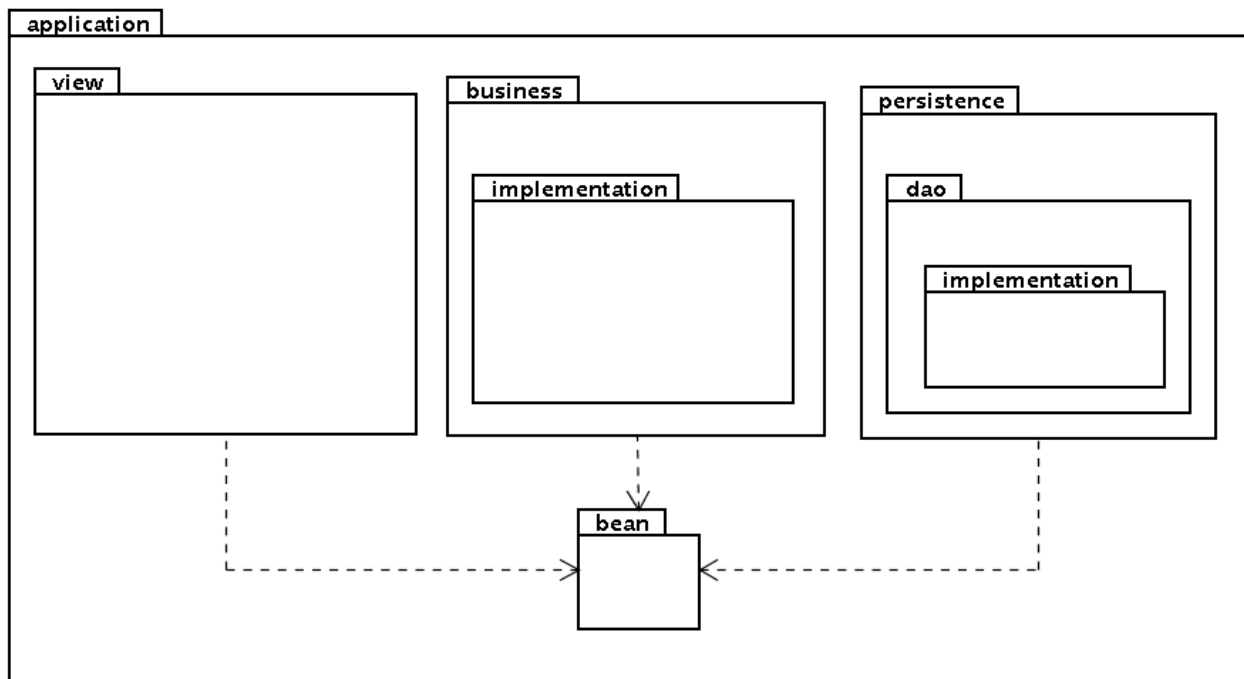 application
view
business
persistence
implementation
dao
implementation
bean